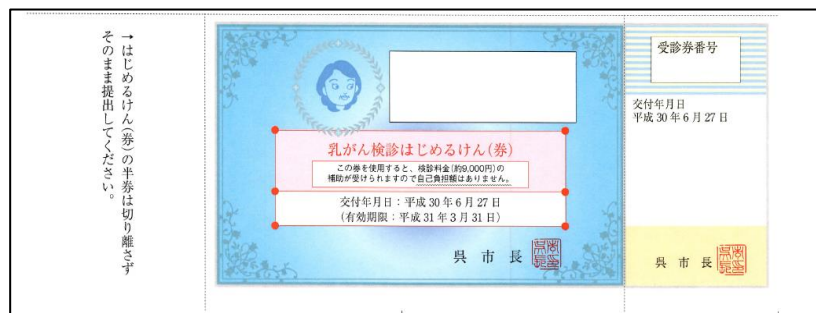 →はじめるけん(券)の半券は切り離さず
そのまま提出してください。
乳がん検診はじめるけん(券)
この券を使用すると、検診料金(約9,000円)の
補助が受けられますので自己負担額はありません。
交付年月日：平成30年6月27日
(有効期限：平成31年3月31日)
呉市長
受診券番号
交付年月日
平成30年6月27日
呉市長